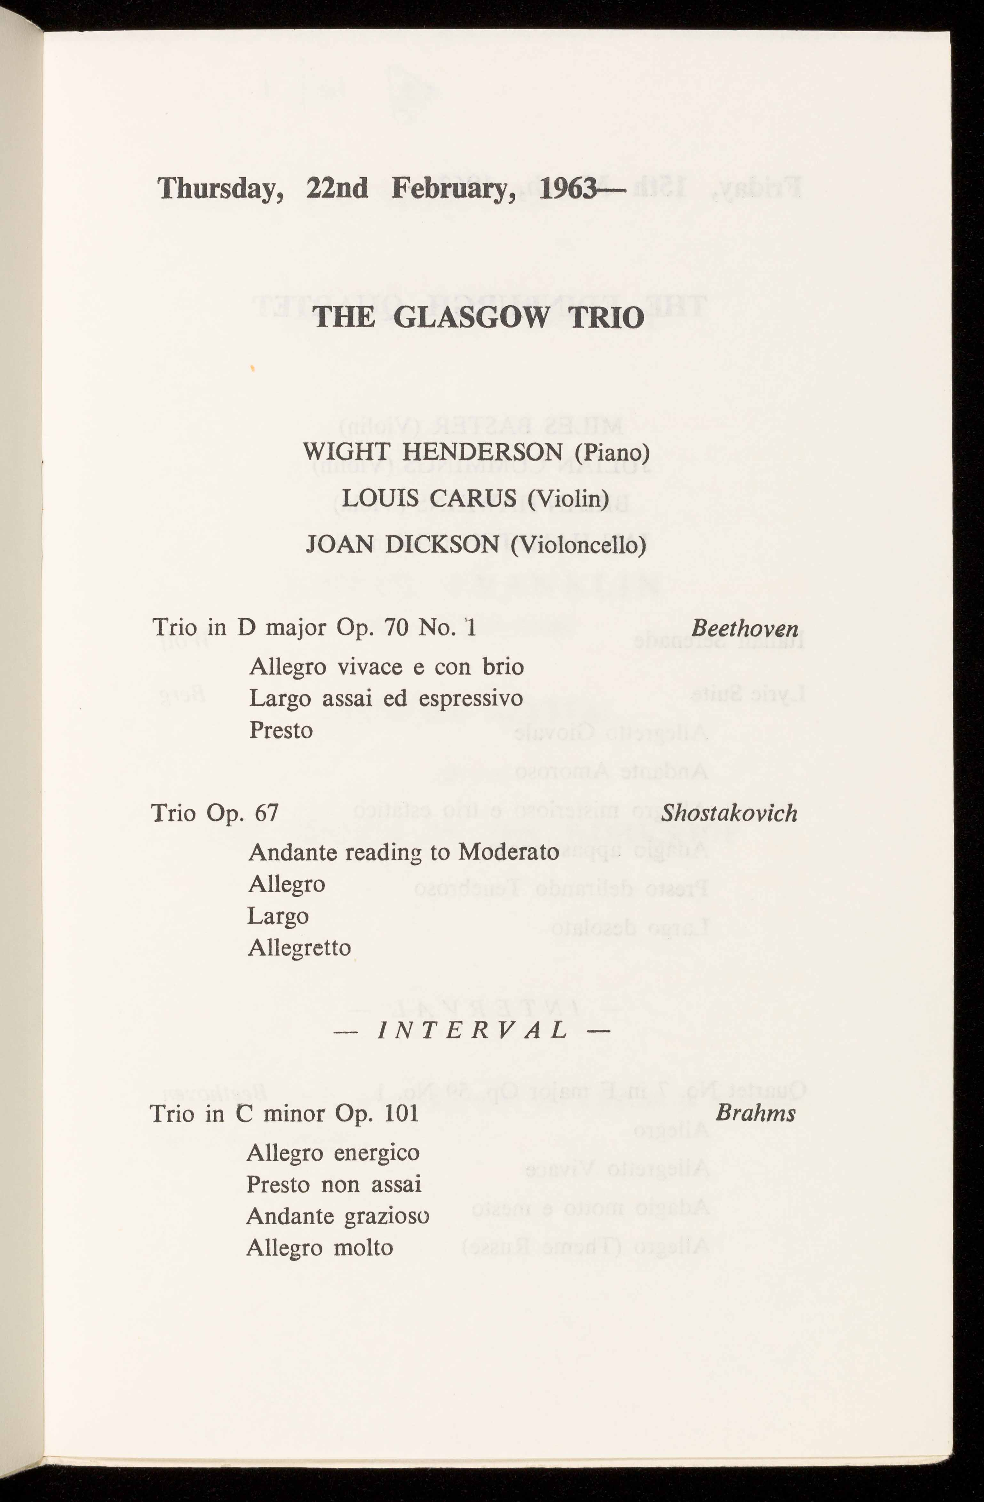 Thursday, 22nd February, 1963—
THE GLASGOW TRIO
WIGHT HENDERSON (Piano)
LOUIS CARUS (Violin)
JOAN DICKSON (Violoncello)
Trio in D major Op. 70 No. 1 Beethoven
Allegro vivace e con brio
Largo assai ed espressivo
Presto
Trio Op. 67 Shostakovich
Andante reading to Moderato
Allegro
Largo
Allegretto
— INTERVAL —
Trio in C minor Op. 101 Brahms
Allegro energico
Presto non assai
Andante grazioso
Allegro molto